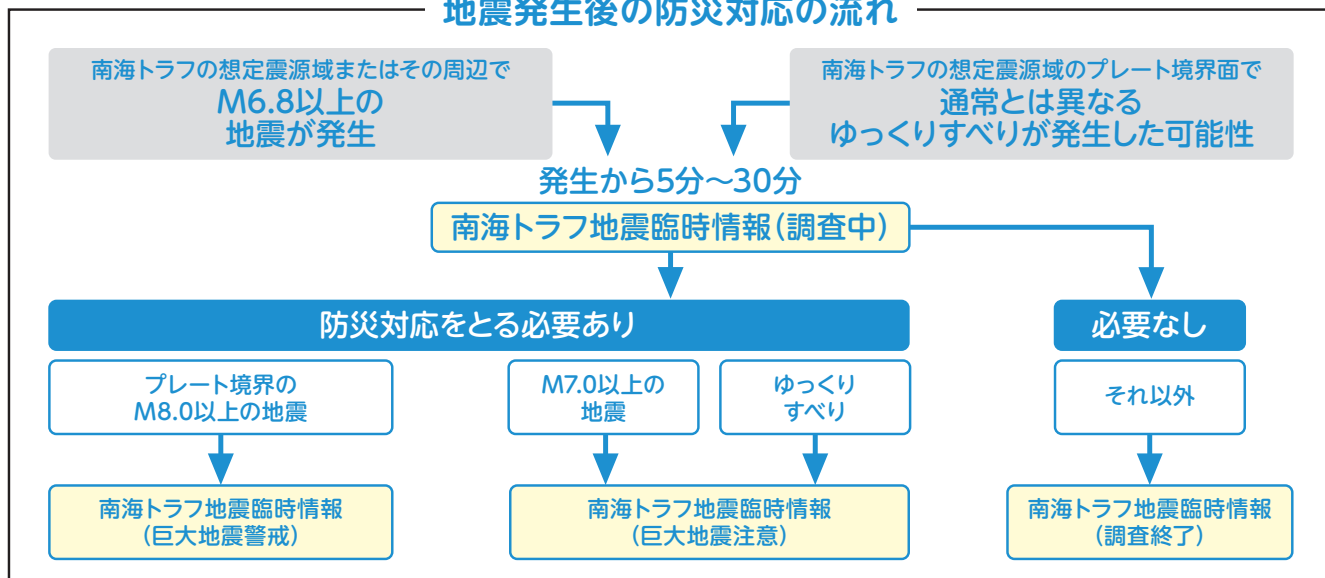 地震発生後の防災対応の流れ
南海トラフの想定震源域またはその周辺で
M6.8以上の
地震が発生
南海トラフの想定震源域のプレート境界面で
通常とは異なる
ゆっくりすべりが発生した可能性
発生から5分〜30分
南海トラフ地震臨時情報(調査中)
防災対応をとる必要あり
必要なし
プレート境界の
M8.0以上の地震
M7.0以上の
地震
ゆっくり
すべり
それ以外
南海トラフ地震臨時情報
(巨大地震警戒)
南海トラフ地震臨時情報
(巨大地震注意)
南海トラフ地震臨時情報
(調査終了)